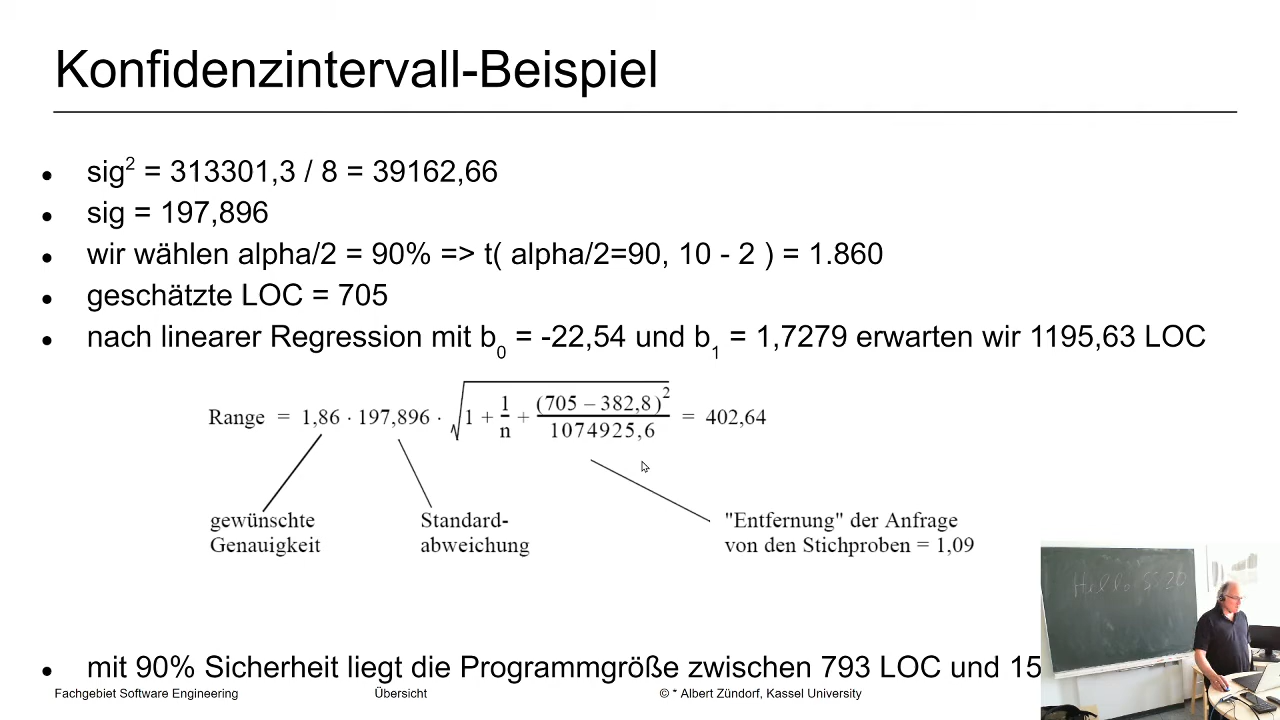 Konfidenzintervall-Beispiel
sig² = 313301,3 / 8 = 39162,66
sig = 197,896
wir wählen alpha/2 = 90% => t( alpha/2=90, 10 - 2 ) = 1.860
geschätzte LOC = 705
nach linearer Regression mit b₀ = -22,54 und b₁ = 1,7279 erwarten wir 1195,63 LOC
Range = 1,86 · 197,896 · √(1 + 1/n + (705 – 382,8)²/1074925,6) = 402,64
gewünschte Genauigkeit
Standard-abweichung
"Entfernung" der Anfrage
von den Stichproben = 1,09
Hello
mit 90% Sicherheit liegt die Programmgröße zwischen 793 LOC und 15
Fachgebiet Software Engineering Übersicht © * Albert Zündorf, Kassel University